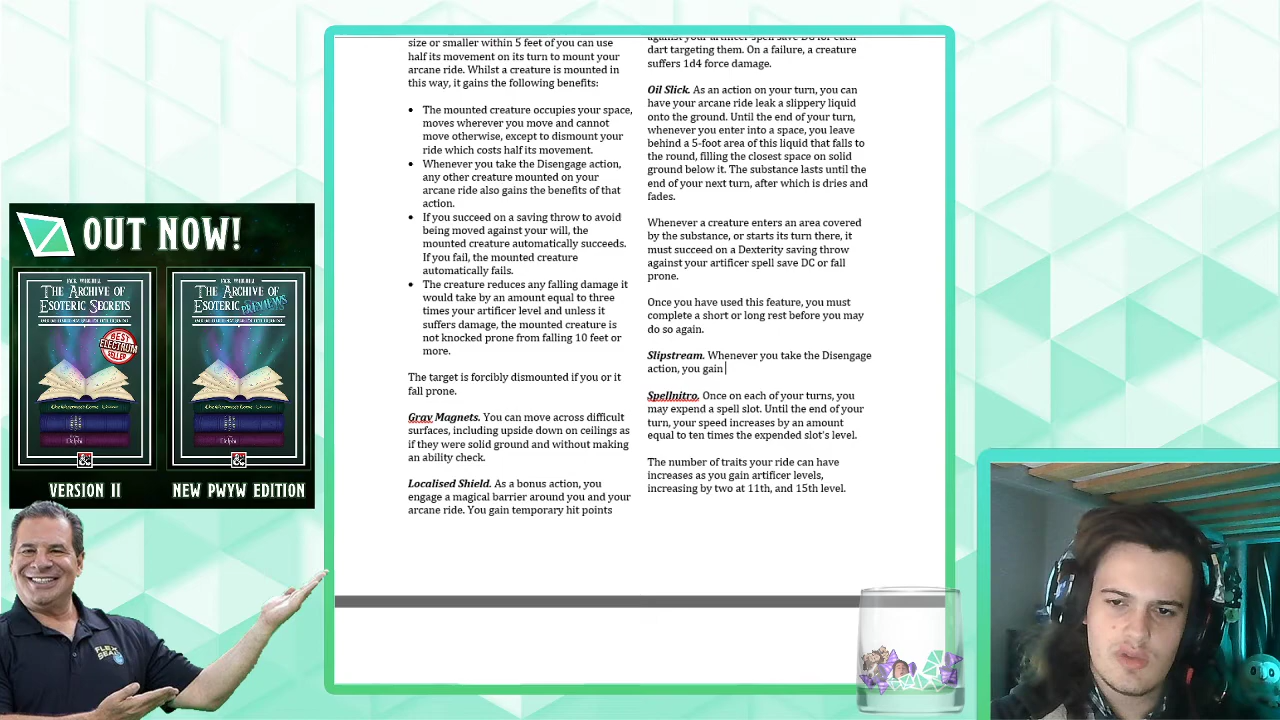 OUT NOW!
THE ARCHIVE OF
ESOTERIC SECRETS
BEST
ELECTRUM
SELLER
THE ARCHIVE OF
ESOTERIC PREVIEWS
VERSION II
NEW PWYW EDITION
size or smaller within 5 feet of you can use
half its movement on its turn to mount your
arcane ride. Whilst a creature is mounted in
this way, it gains the following benefits:
• The mounted creature occupies your space,
moves wherever you move and cannot
move otherwise, except to dismount your
ride which costs half its movement.
• Whenever you take the Disengage action,
any other creature mounted on your
arcane ride also gains the benefits of that
action.
• If you succeed on a saving throw to avoid
being moved against your will, the
mounted creature automatically succeeds.
If you fail, the mounted creature
automatically fails.
• The creature reduces any falling damage it
would take by an amount equal to three
times your artificer level and unless it
suffers damage, the mounted creature is
not knocked prone from falling 10 feet or
more.
The target is forcibly dismounted if you or it
fall prone.
Grav Magnets. You can move across difficult
surfaces, including upside down on ceilings as
if they were solid ground and without making
an ability check.
Localised Shield. As a bonus action, you
engage a magical barrier around you and your
arcane ride. You gain temporary hit points
against your artificer spell save DC for each
dart targeting them. On a failure, a creature
suffers 1d4 force damage.
Oil Slick. As an action on your turn, you can
have your arcane ride leak a slippery liquid
onto the ground. Until the end of your turn,
whenever you enter into a space, you leave
behind a 5-foot area of this liquid that falls to
the round, filling the closest space on solid
ground below it. The substance lasts until the
end of your next turn, after which is dries and
fades.
Whenever a creature enters an area covered
by the substance, or starts its turn there, it
must succeed on a Dexterity saving throw
against your artificer spell save DC or fall
prone.
Once you have used this feature, you must
complete a short or long rest before you may
do so again.
Slipstream. Whenever you take the Disengage
action, you gain
SpellNitro. Once on each of your turns, you
may expend a spell slot. Until the end of your
turn, your speed increases by an amount
equal to ten times the expended slot's level.
The number of traits your ride can have
increases as you gain artificer levels,
increasing by two at 11th, and 15th level.